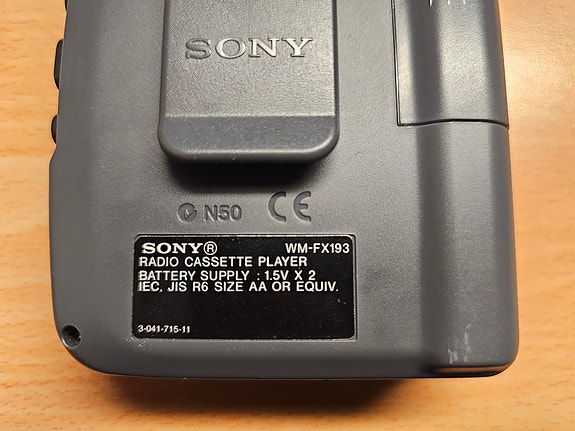 SONY
N50 CE
SONY® WM-FX193
RADIO CASSETTE PLAYER
BATTERY SUPPLY : 1.5V X 2
IEC, JIS R6 SIZE AA OR EQUIV.
3-041-715-11